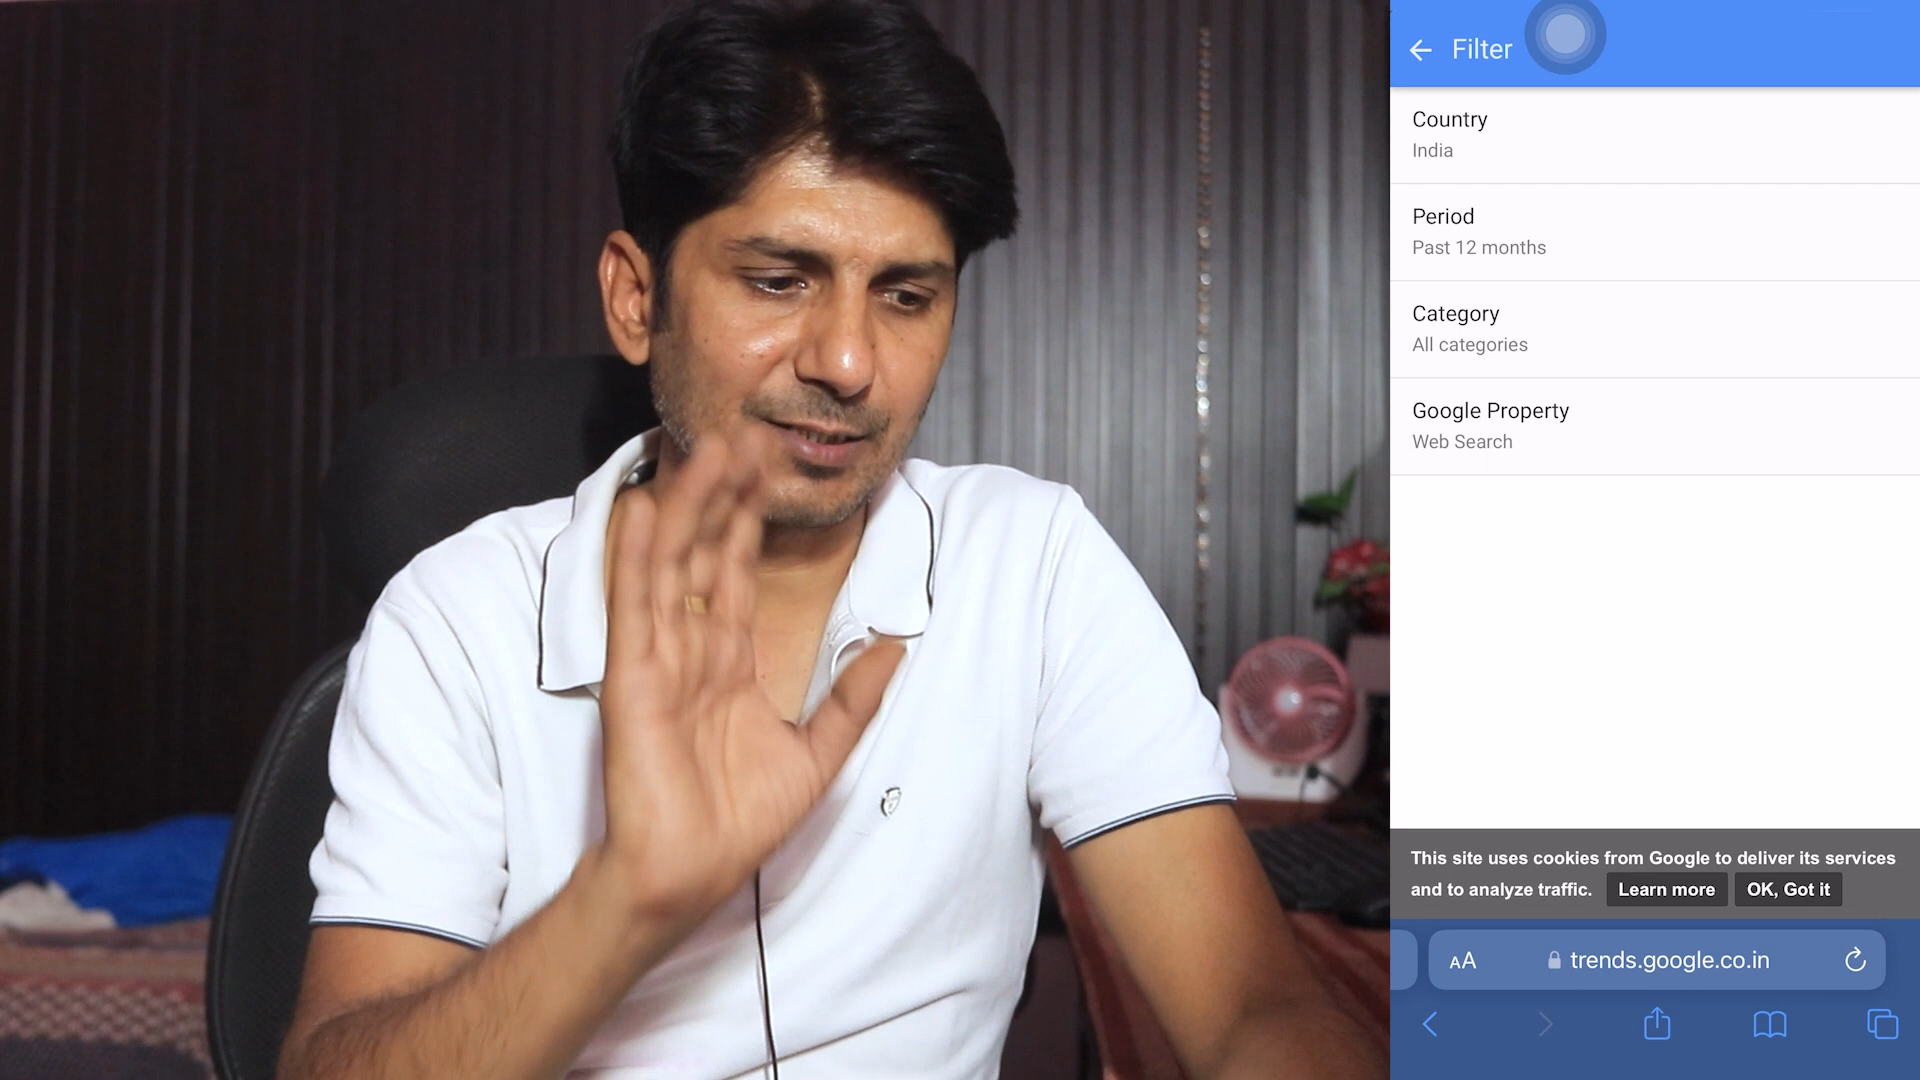 Filter
Country
India
Period
Past 12 months
Category
All categories
Google Property
Web Search
This site uses cookies from Google to deliver its services
and to analyze traffic. Learn more OK, Got it
AA trends.google.co.in